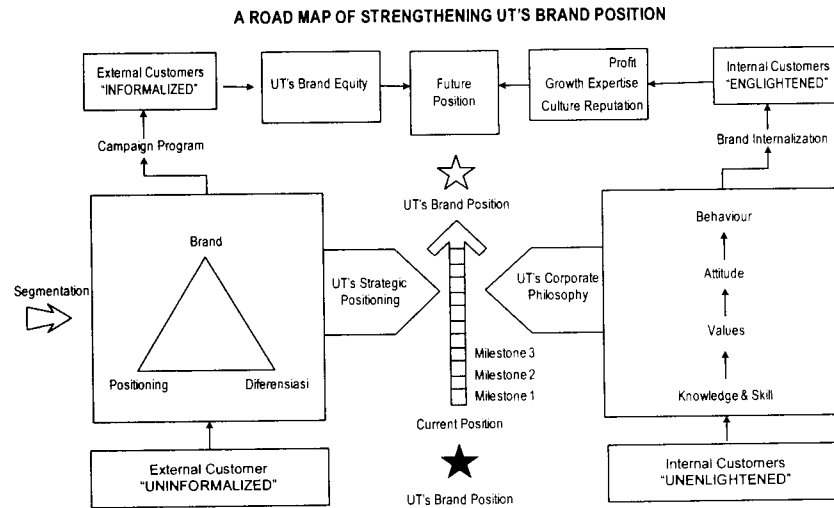 A ROAD MAP OF STRENGTHENING UT'S BRAND POSITION
External Customers
"INFORMALIZED"
UT's Brand Equity
Future
Position
Profit
Growth Expertise
Culture Reputation
Internal Customers
"ENGLIGHTENED"
Campaign Program
Brand Internalization
UT's Brand Position
Segmentation
Brand
Positioning
Diferensiasi
UT's Strategic
Positioning
UT's Corporate
Philosophy
Behaviour
Attitude
Values
Knowledge & Skill
Milestone 3
Milestone 2
Milestone 1
Current Position
External Customer
"UNINFORMALIZED"
UT's Brand Position
Internal Customers
"UNENLIGHTENED"